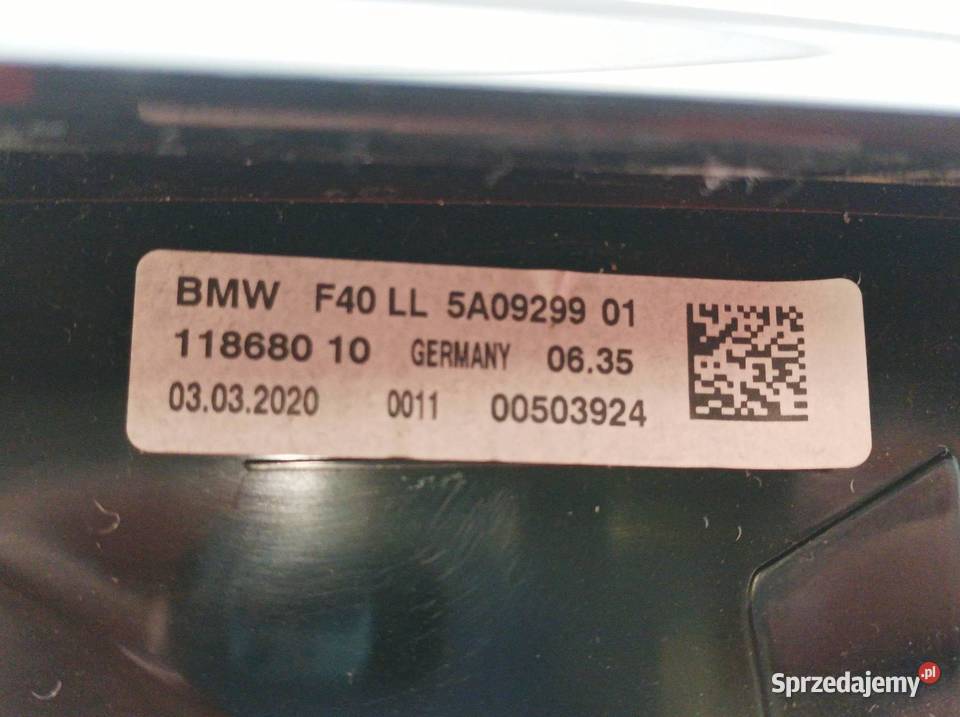 BMW F40 LL 5A09299 01
118680 10 GERMANY 06.35
03.03.2020 0011 00503924
Sprzedajemy.pl